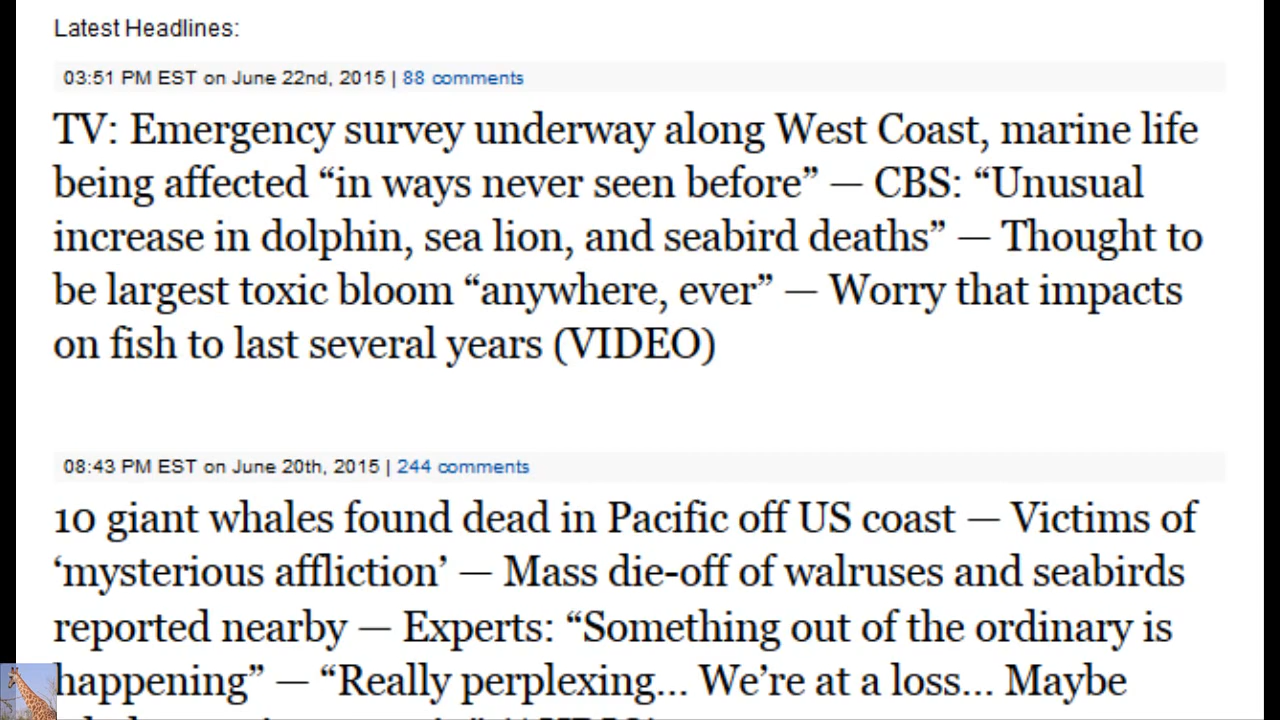 Latest Headlines:
03:51 PM EST on June 22nd, 2015 | 88 comments
TV: Emergency survey underway along West Coast, marine life
being affected “in ways never seen before” — CBS: “Unusual
increase in dolphin, sea lion, and seabird deaths” — Thought to
be largest toxic bloom “anywhere, ever” — Worry that impacts
on fish to last several years (VIDEO)
08:43 PM EST on June 20th, 2015 | 244 comments
10 giant whales found dead in Pacific off US coast — Victims of
‘mysterious affliction’ — Mass die-off of walruses and seabirds
reported nearby — Experts: “Something out of the ordinary is
happening” — “Really perplexing... We’re at a loss... Maybe